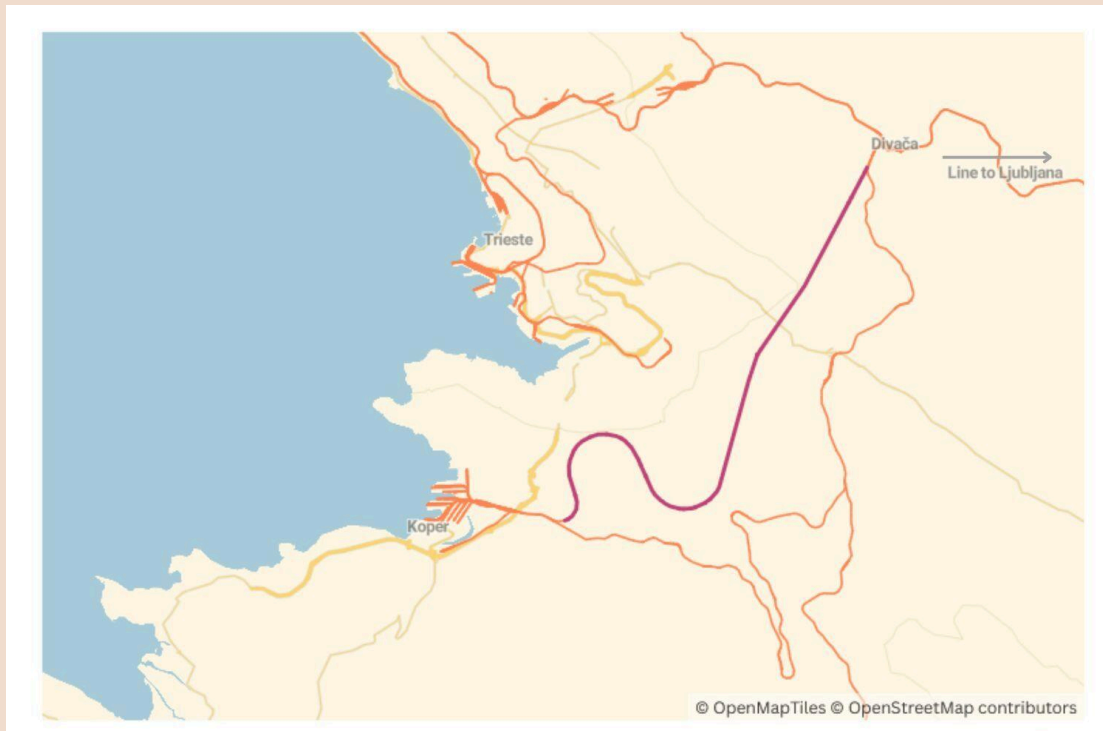 Divača
Line to Ljubljana
Trieste
Koper
© OpenMapTiles © OpenStreetMap contributors